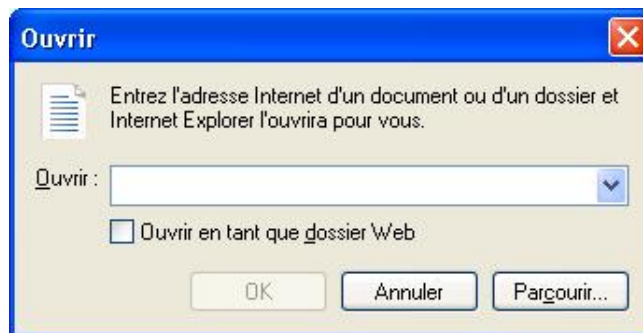 Ouvrir
Entrez l'adresse Internet d'un document ou d'un dossier et
Internet Explorer l'ouvrira pour vous.
Ouvrir :
Ouvrir en tant que dossier Web
OK Annuler Parcourir...